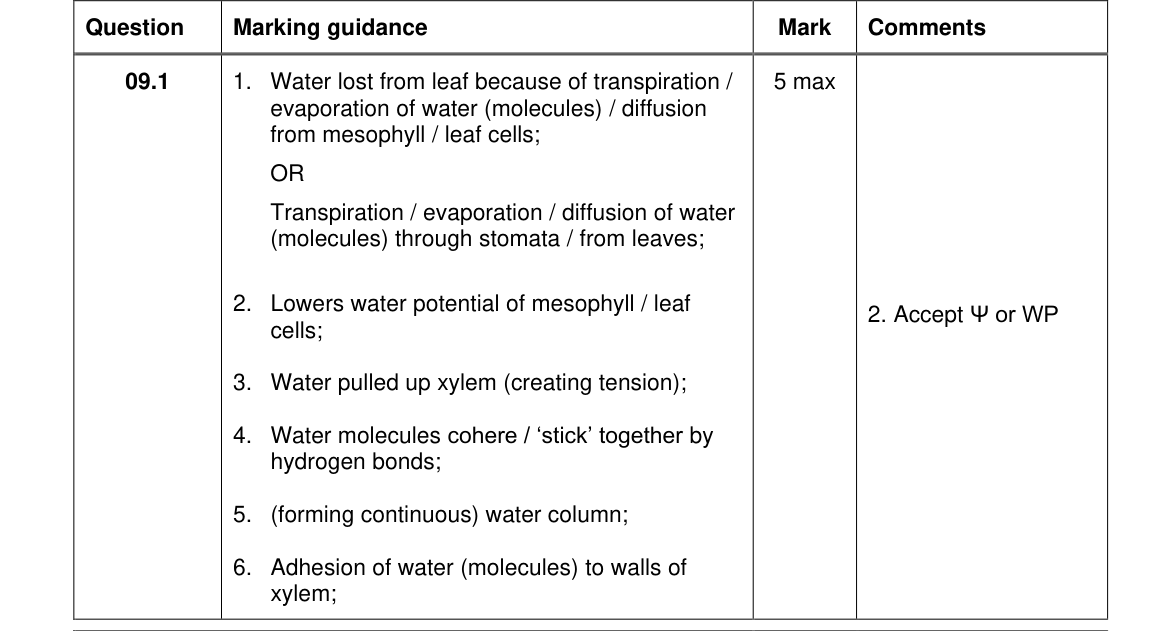 Question Marking guidance Mark Comments
09.1 1. Water lost from leaf because of transpiration / 5 max
evaporation of water (molecules) / diffusion
from mesophyll / leaf cells;
OR
Transpiration / evaporation / diffusion of water
(molecules) through stomata / from leaves;
2. Lowers water potential of mesophyll / leaf
cells;
2. Accept Ψ or WP
3. Water pulled up xylem (creating tension);
4. Water molecules cohere / ‘stick’ together by
hydrogen bonds;
5. (forming continuous) water column;
6. Adhesion of water (molecules) to walls of
xylem;